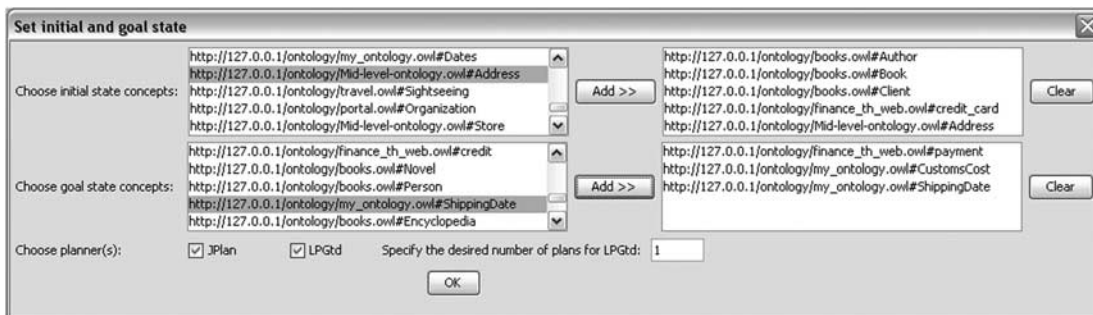 Set initial and goal state
Choose initial state concepts:
http://127.0.0.1/ontology/my_ontology.owl#Dates
http://127.0.0.1/ontology/Mid-level-ontology.owl#Address
http://127.0.0.1/ontology/travel.owl#Sightseeing
http://127.0.0.1/ontology/portal.owl#Organization
http://127.0.0.1/ontology/Mid-level-ontology.owl#Store
Add >>
http://127.0.0.1/ontology/books.owl#Author
http://127.0.0.1/ontology/books.owl#Book
http://127.0.0.1/ontology/books.owl#Client
http://127.0.0.1/ontology/finance_th_web.owl#credit_card
http://127.0.0.1/ontology/Mid-level-ontology.owl#Address
Clear
Choose goal state concepts:
http://127.0.0.1/ontology/finance_th_web.owl#credit
http://127.0.0.1/ontology/books.owl#Novel
http://127.0.0.1/ontology/books.owl#Person
http://127.0.0.1/ontology/my_ontology.owl#ShippingDate
http://127.0.0.1/ontology/books.owl#Encyclopedia
Add >>
http://127.0.0.1/ontology/finance_th_web.owl#payment
http://127.0.0.1/ontology/my_ontology.owl#CustomsCost
http://127.0.0.1/ontology/my_ontology.owl#ShippingDate
Clear
Choose planner(s): JPlan LPGtd Specify the desired number of plans for LPGtd: 1
OK